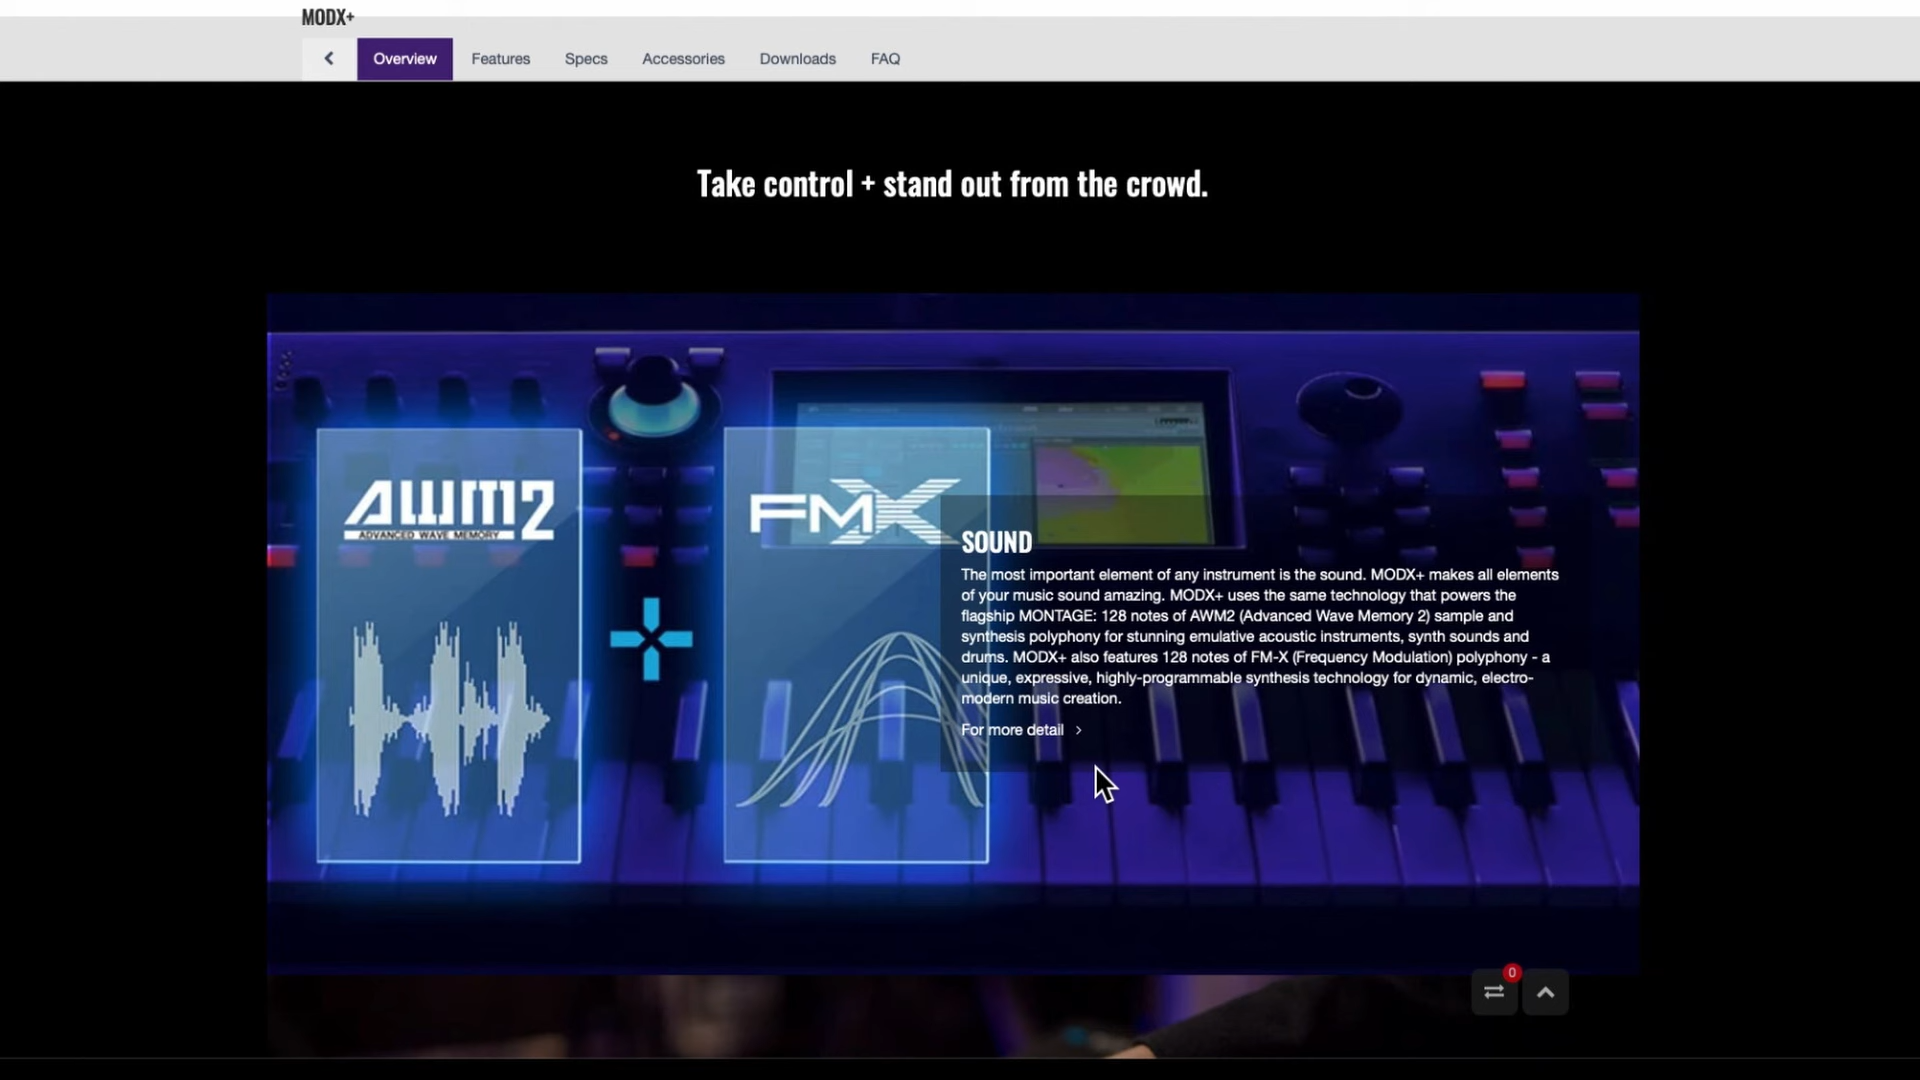 MODX+
Overview
Features
Specs
Accessories
Downloads
FAQ
Take control + stand out from the crowd.
AWM2
ADVANCED WAVE MEMORY
FMX
SOUND
The most important element of any instrument is the sound. MODX+ makes all elements
of your music sound amazing. MODX+ uses the same technology that powers the
flagship MONTAGE: 128 notes of AWM2 (Advanced Wave Memory 2) sample and
synthesis polyphony for stunning emulative acoustic instruments, synth sounds and
drums. MODX+ also features 128 notes of FM-X (Frequency Modulation) polyphony - a
unique, expressive, highly-programmable synthesis technology for dynamic, electro-
modern music creation.
For more detail
0